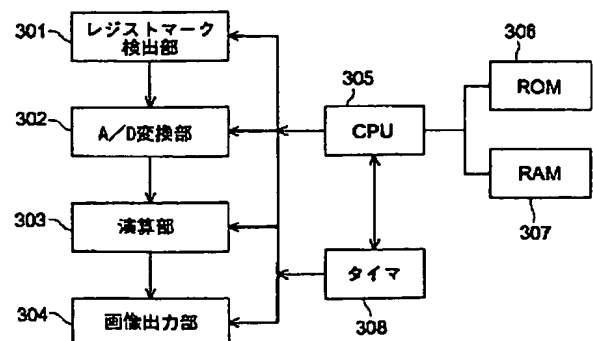 301
レジストマーク
検出部
302
A/D変換部
303
演算部
304
画像出力部
305
CPU
306
ROM
RAM
307
タイマ
308